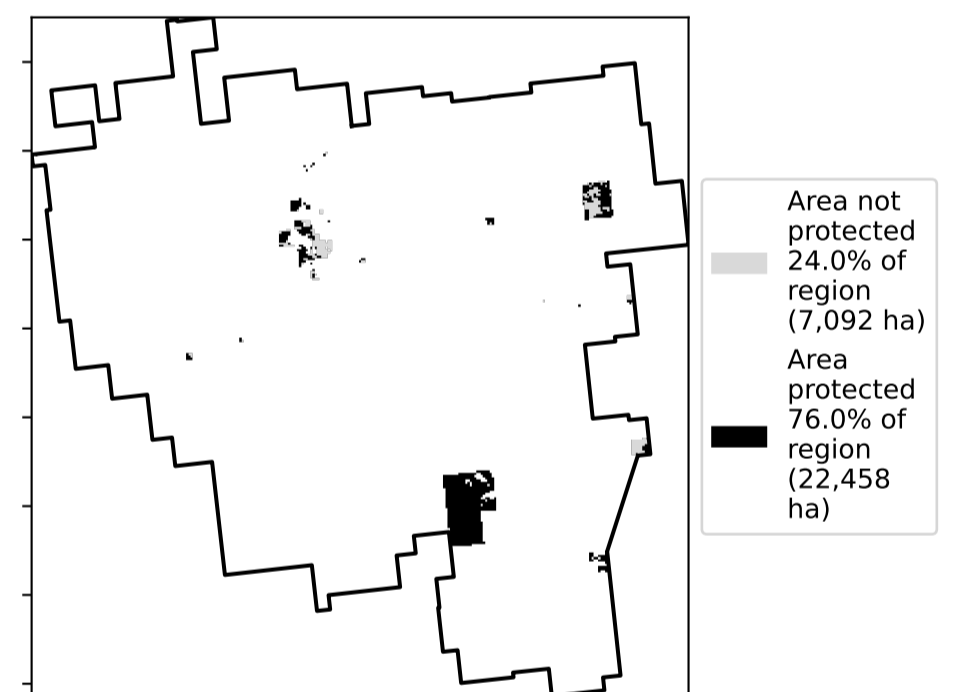 Area not
protected
24.0% of
region
(7,092 ha)
Area
protected
76.0% of
region
(22,458
ha)